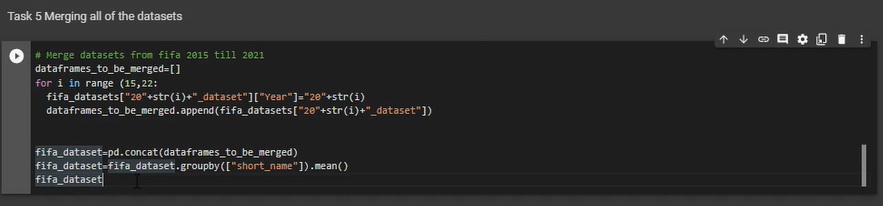 Task 5 Merging all of the datasets
# Merge datasets from fifa 2015 till 2021
dataframes_to_be_merged=[]
for i in range (15,22:
  fifa_datasets["20"+str(i)+"_dataset"]["Year"]="20"+str(i)
  dataframes_to_be_merged.append(fifa_datasets["20"+str(i)+"_dataset"])
fifa_dataset=pd.concat(dataframes_to_be_merged)
fifa_dataset=fifa_dataset.groupby(["short_name"]).mean()
fifa_dataset